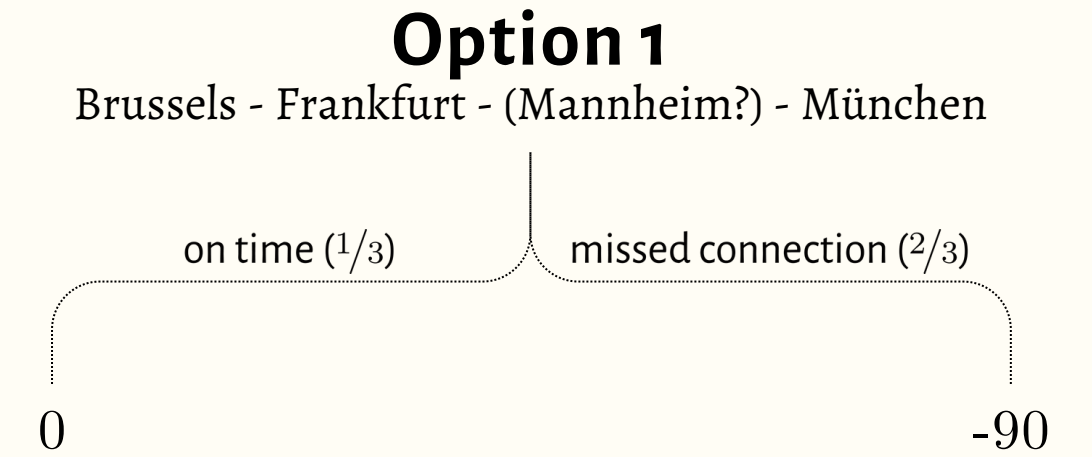 Option 1
Brussels - Frankfurt - (Mannheim?) - München
on time (1/3)
missed connection (2/3)
0
-90